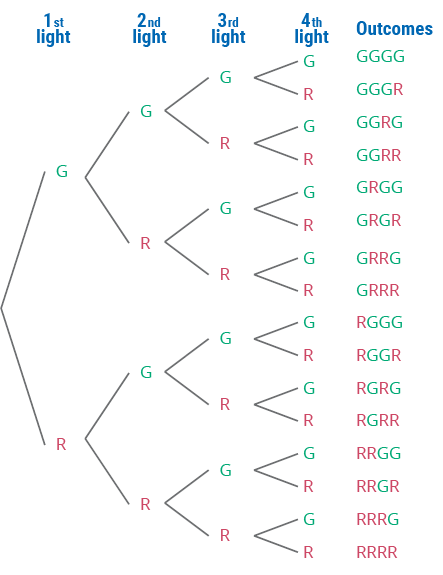 1st light 2nd light 3rd light 4th light Outcomes
G GGGG
G R GGGR
G
G GGRG
R R GGRR
G
G GRGG
G R GRGR
R
G GRRG
R R GRRR
G RGGG
G R RGGR
G
G RGRG
R R RGRR
R
G RRGG
G R RRGR
R
G RRRG
R R RRRR